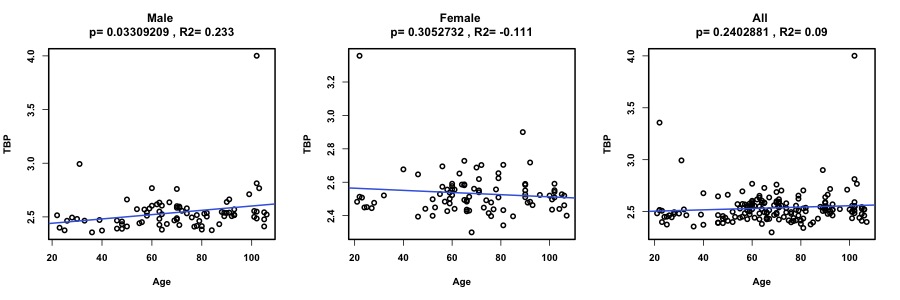 Male
p= 0.03309209 , R2= 0.233
TBP
4.0
3.5
3.0
2.5
20 40 60 80 100
Age
Female
p= 0.3052732 , R2= -0.111
TBP
3.2
3.0
2.8
2.6
2.4
20 40 60 80 100
Age
All
p= 0.2402881 , R2= 0.09
TBP
4.0
3.5
3.0
2.5
20 40 60 80 100
Age